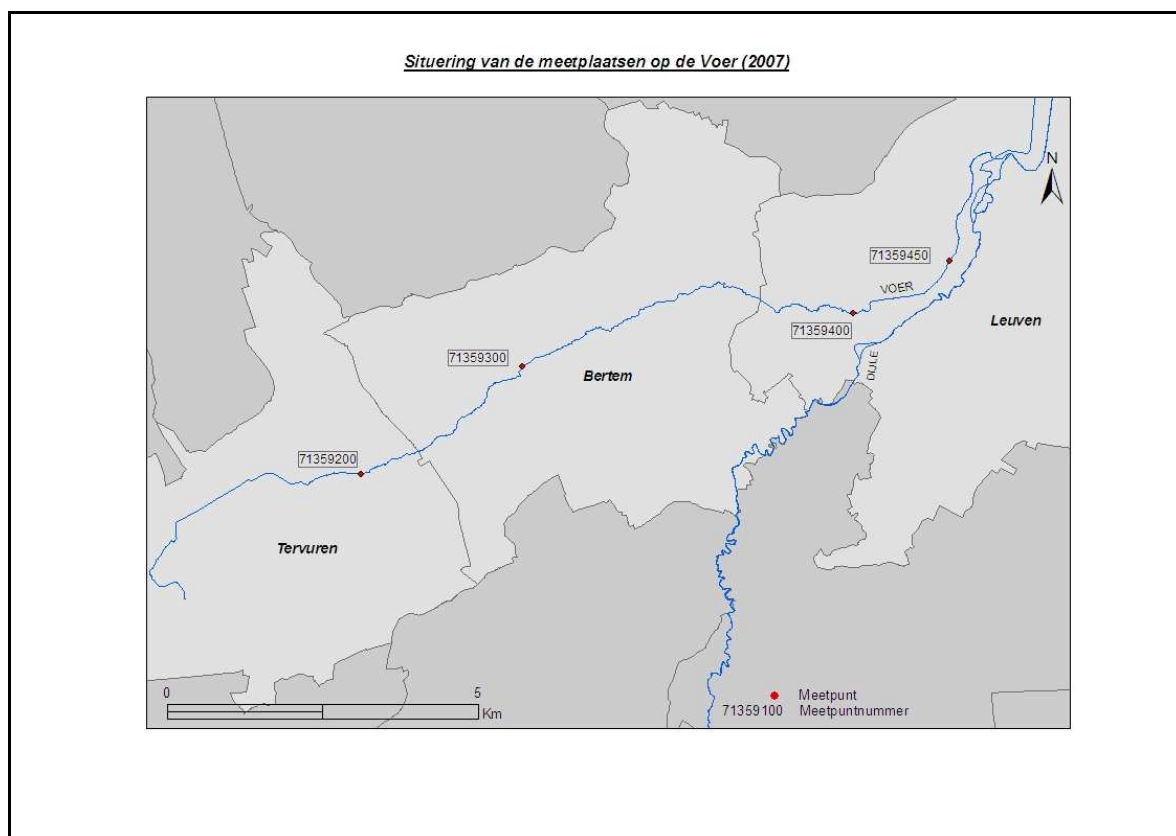 Situering van de meetplaatsen op de Voer (2007)
N
71359450
VOER
71359400
Leuven
DIJLE
71359300
Bertem
71359200
Tervuren
0 5
Km
Meetpunt
71359100 Meetpuntnummer